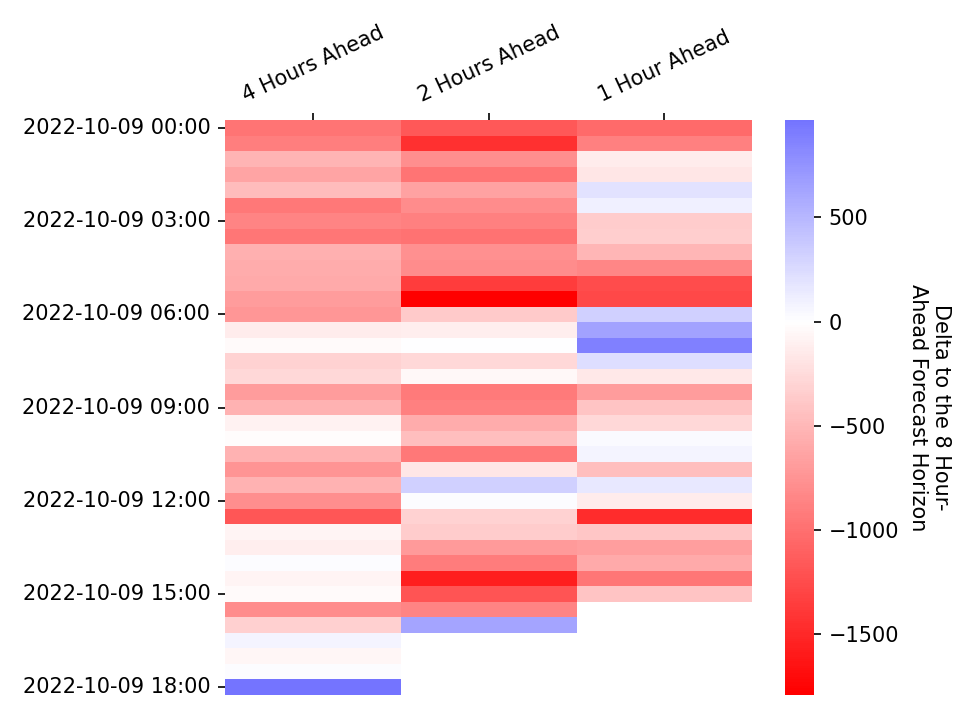 4 Hours Ahead
2 Hours Ahead
1 Hour Ahead
2022-10-09 00:00
2022-10-09 03:00
2022-10-09 06:00
2022-10-09 09:00
2022-10-09 12:00
2022-10-09 15:00
2022-10-09 18:00
500
0
−500
−1000
−1500
Delta to the 8 Hour-
Ahead Forecast Horizon